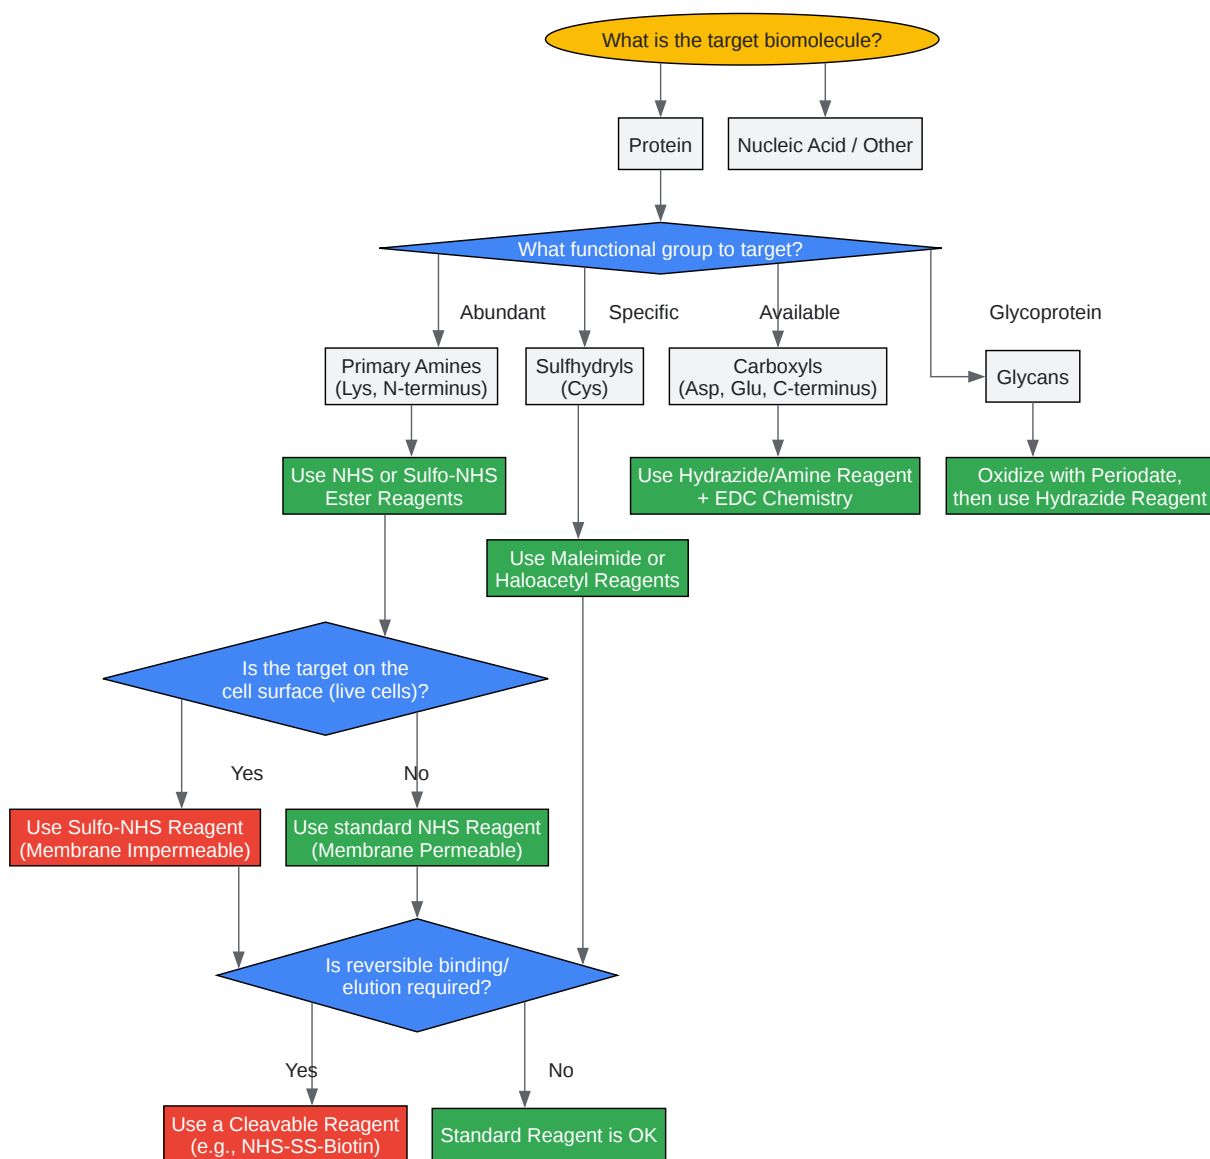 What is the target biomolecule?
Protein
Nucleic Acid / Other
What functional group to target?
Abundant
Specific
Available
Glycoprotein
Primary Amines
(Lys, N-terminus)
Sulfhydryls
(Cys)
Carboxyls
(Asp, Glu, C-terminus)
Glycans
Use NHS or Sulfo-NHS
Ester Reagents
Use Hydrazide/Amine Reagent
+ EDC Chemistry
Oxidize with Periodate,
then use Hydrazide Reagent
Use Maleimide or
Haloacetyl Reagents
Is the target on the
cell surface (live cells)?
Yes
No
Use Sulfo-NHS Reagent
(Membrane Impermeable)
Use standard NHS Reagent
(Membrane Permeable)
Is reversible binding/
elution required?
Yes
No
Use a Cleavable Reagent
(e.g., NHS-SS-Biotin)
Standard Reagent is OK